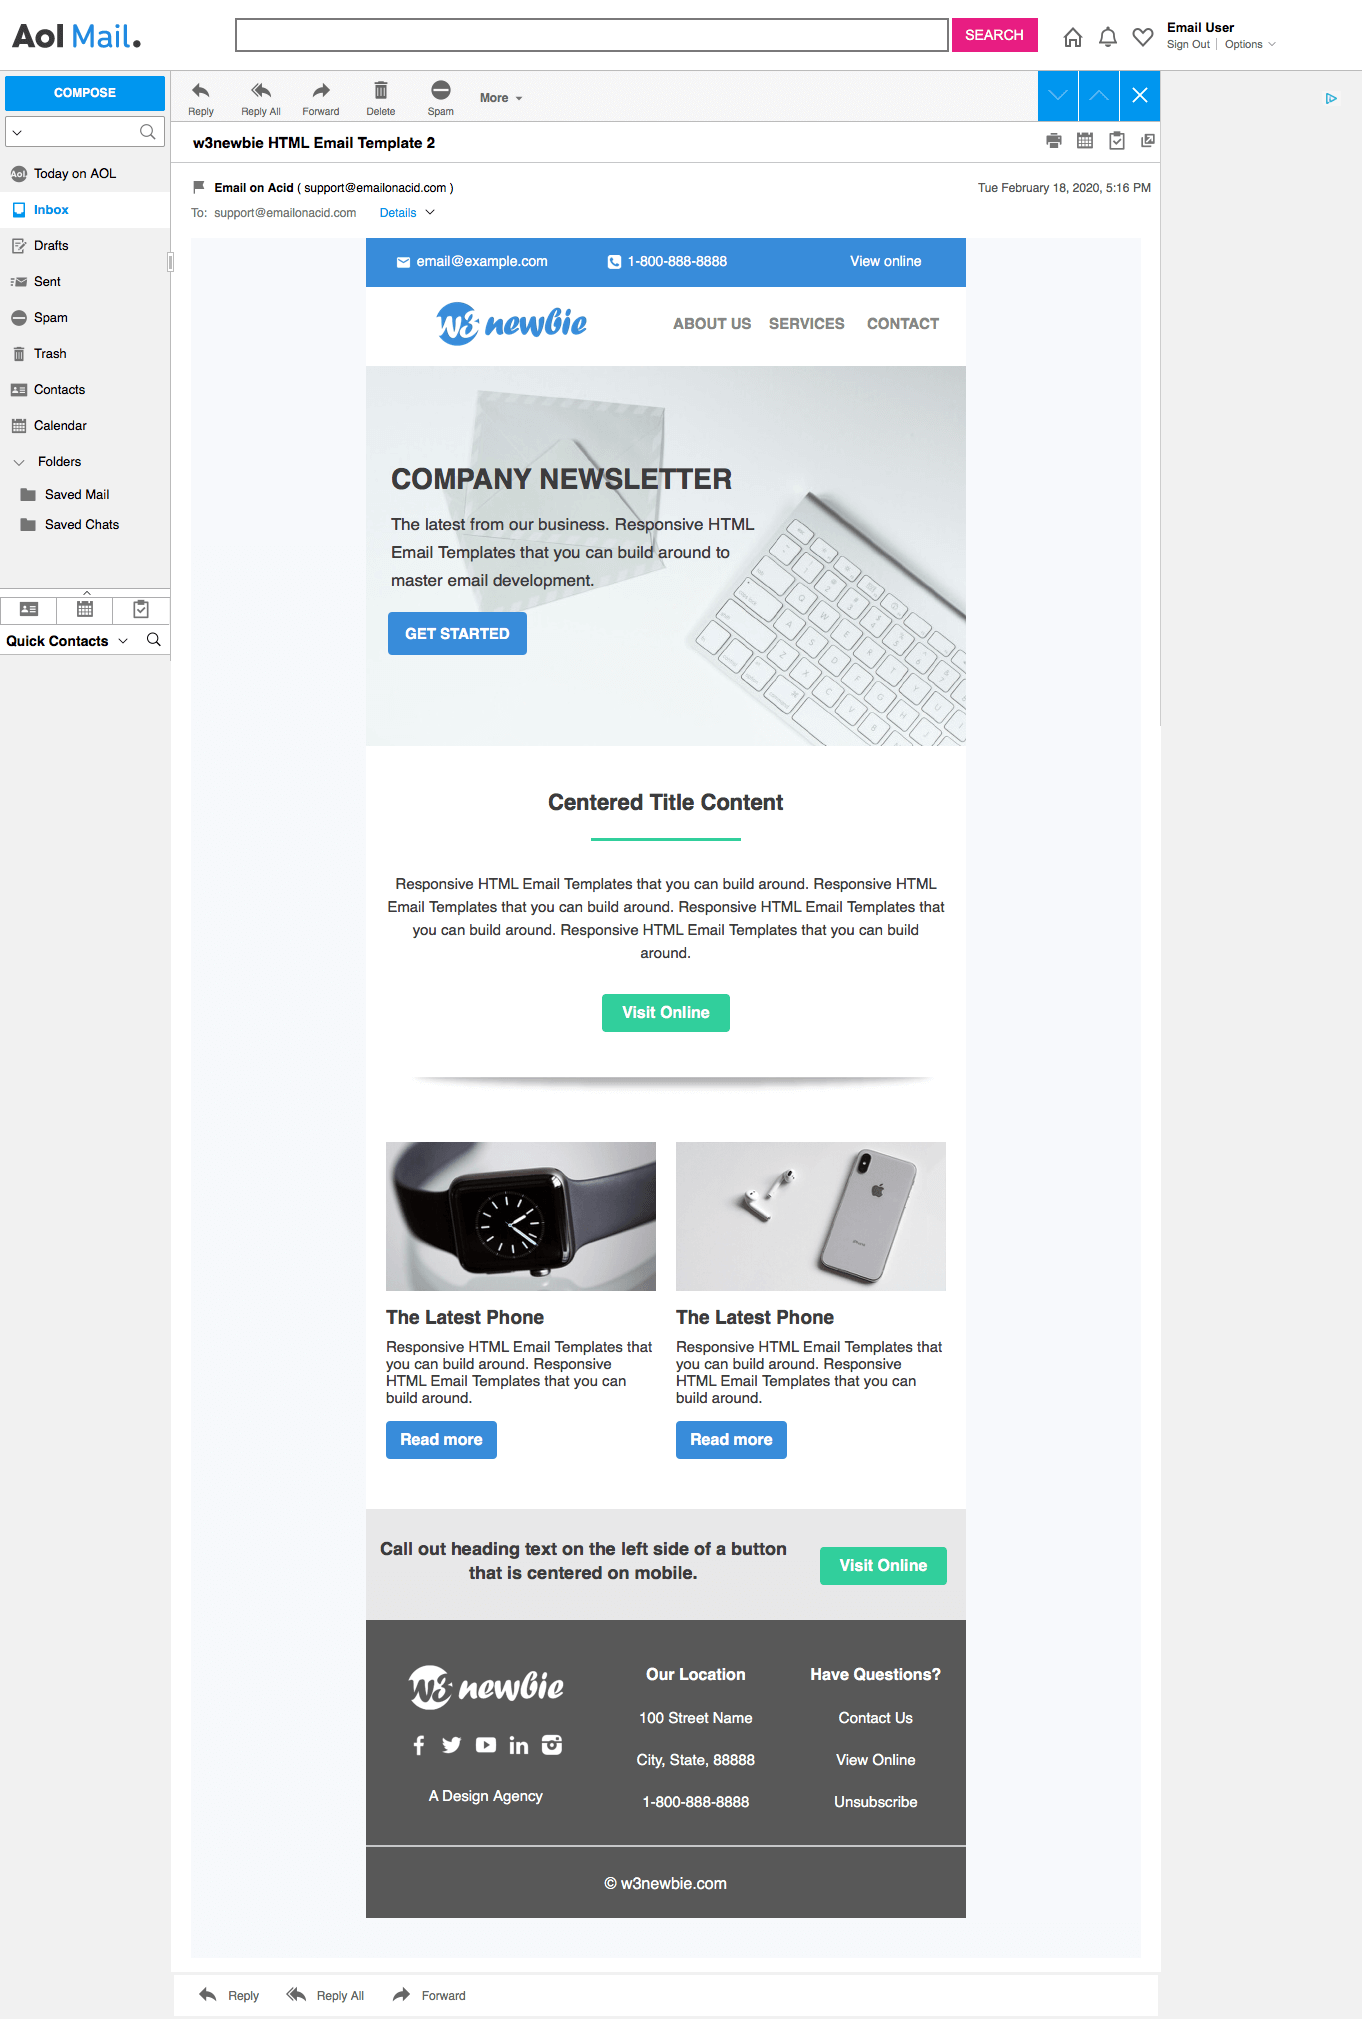 Aol Mail.
SEARCH
Email User
Sign Out | Options
COMPOSE
Reply
Reply All
Forward
Delete
Spam
More
w3newbie HTML Email Template 2
Aol.
Today on AOL
Inbox
Drafts
Sent
Spam
Trash
Contacts
Calendar
Folders
Saved Mail
Saved Chats
Quick Contacts
Email on Acid ( support@emailonacid.com )
Tue February 18, 2020, 5:16 PM
To: support@emailonacid.com Details
email@example.com
1-800-888-8888
View online
w3 newbie
ABOUT US SERVICES CONTACT
COMPANY NEWSLETTER
The latest from our business. Responsive HTML
Email Templates that you can build around to
master email development.
GET STARTED
Centered Title Content
Responsive HTML Email Templates that you can build around. Responsive HTML
Email Templates that you can build around. Responsive HTML Email Templates that
you can build around. Responsive HTML Email Templates that you can build
around.
Visit Online
iPhone
The Latest Phone
Responsive HTML Email Templates that
you can build around. Responsive
HTML Email Templates that you can
build around.
Read more
The Latest Phone
Responsive HTML Email Templates that
you can build around. Responsive
HTML Email Templates that you can
build around.
Read more
Call out heading text on the left side of a button
that is centered on mobile.
Visit Online
w3 newbie
A Design Agency
Our Location
100 Street Name
City, State, 88888
1-800-888-8888
Have Questions?
Contact Us
View Online
Unsubscribe
© w3newbie.com
Reply
Reply All
Forward